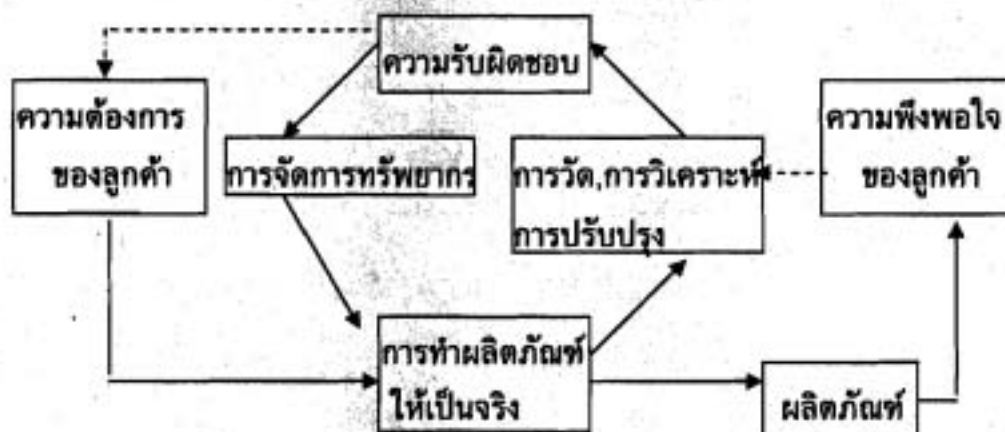 ความรับผิดชอบ
ความต้องการ
ของลูกค้า
การจัดการทรัพยากร
การวัด,การวิเคราะห์
การปรับปรุง
ความพึงพอใจ
ของลูกค้า
การทำผลิตภัณฑ์
ให้เป็นจริง
ผลิตภัณฑ์